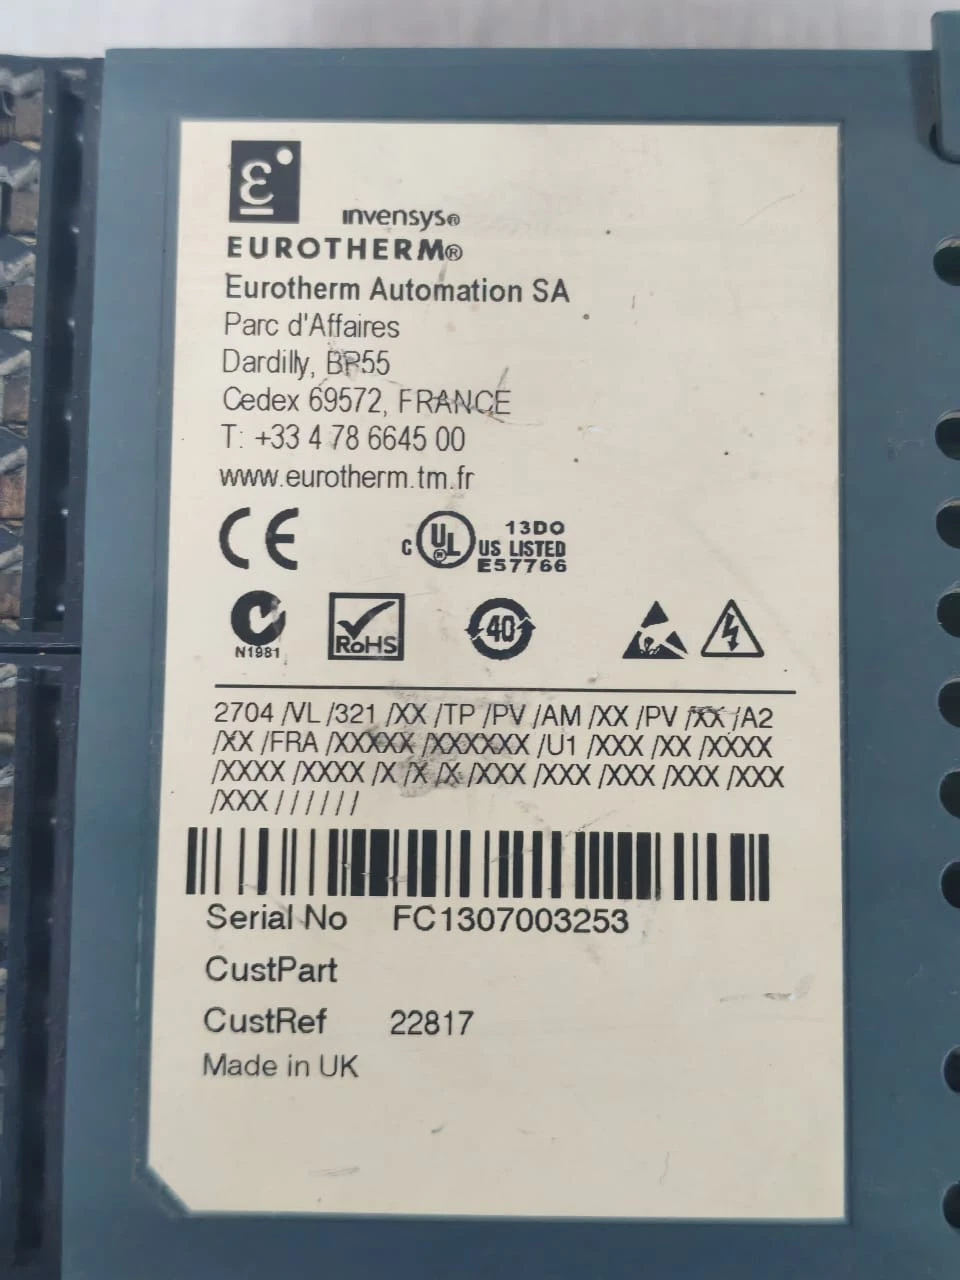 invensys®
EUROTHERM®
Eurotherm Automation SA
Parc d'Affaires
Dardilly, BP55
Cedex 69572, FRANCE
T: +33 4 78 6645 00
www.eurotherm.tm.fr
CE
C UL ® US LISTED
13DO
E57766
N1981
RoHS
40
2704 /VL /321 /XX /TP /PV /AM /XX /PV /XX /A2
/XX /FRA /XXXXX /XXXXXX /U1 /XXX /XX /XXXX
/XXXX /XXXX /X /X /X /XXX /XXX /XXX /XXX /XXX
/XXX / / / / / /
Serial No FC1307003253
CustPart
CustRef 22817
Made in UK